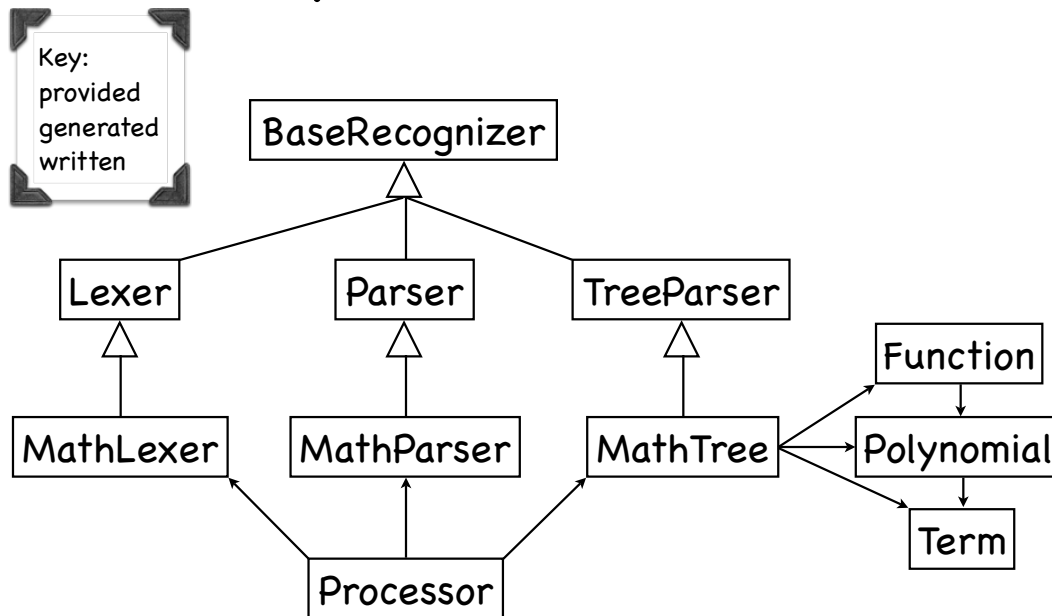 Key:
provided
generated
written
BaseRecognizer
Lexer
Parser
TreeParser
Function
MathLexer
MathParser
MathTree
Polynomial
Term
Processor